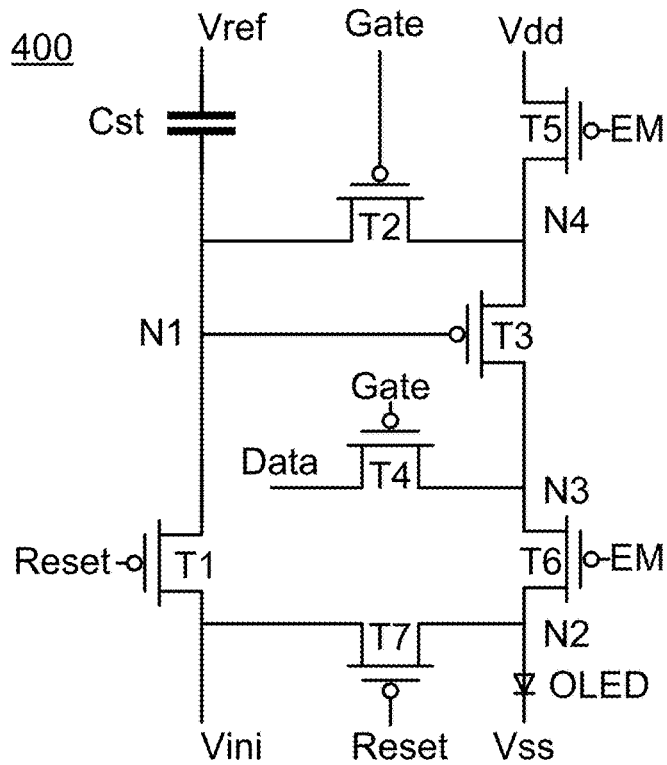 400
Vref
Gate
Vdd
Cst
T5
EM
T2
N4
N1
T3
Gate
Data
T4
N3
Reset
T1
T6
EM
T7
N2
OLED
Vini
Reset
Vss